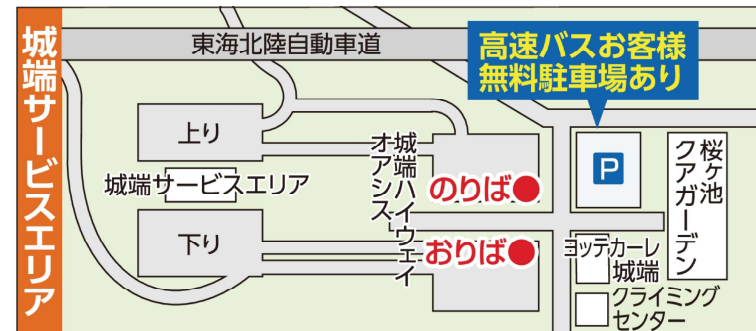 城端サービスエリア
東海北陸自動車道
高速バスお客様
無料駐車場あり
上り
城端サービスエリア
下り
城端ハイウェイ
オアシス
のりば
おりば
P
桜ヶ池
クアガーデン
ヨッテカーレ
城端
クライミング
センター